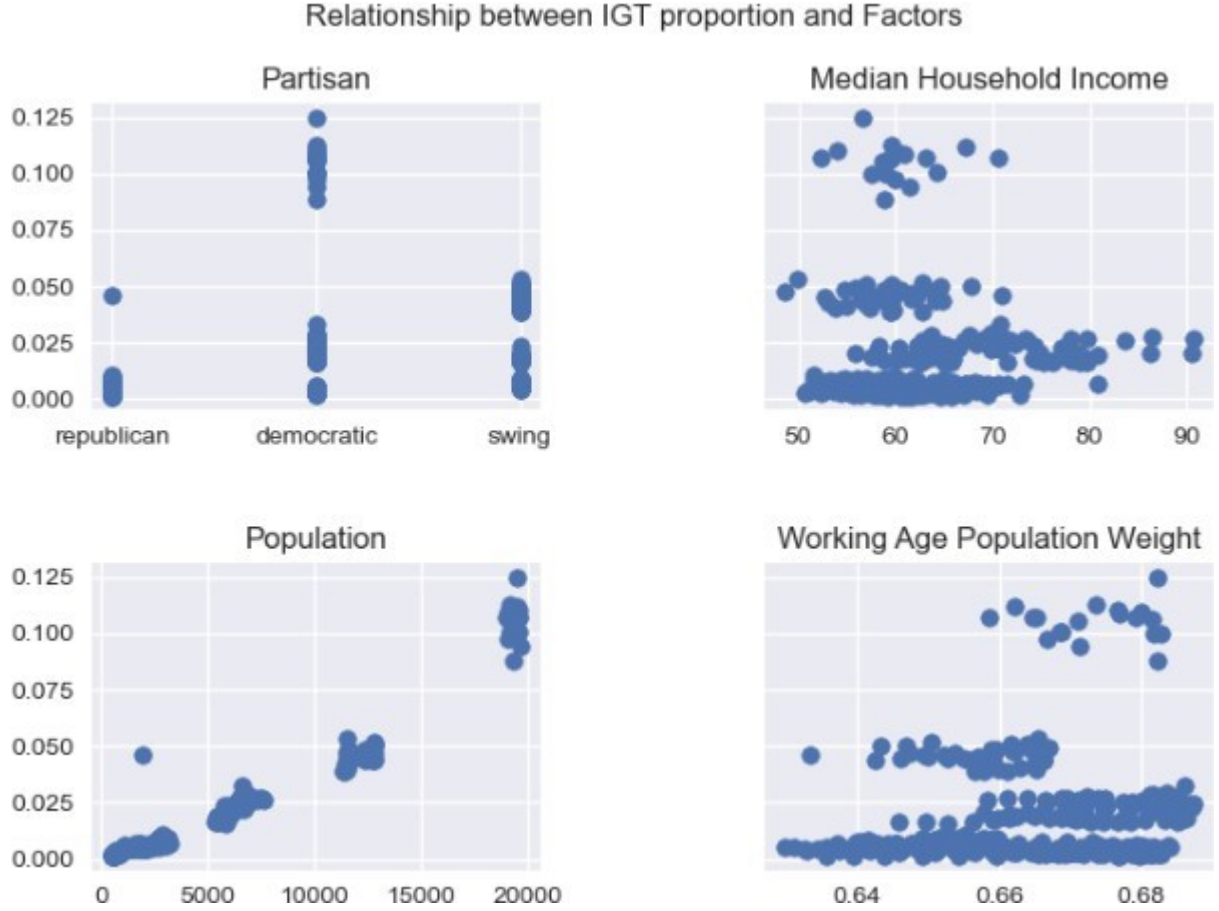 Relationship between IGT proportion and Factors
Partisan
Median Household Income
0.125
0.100
0.075
0.050
0.025
0.000
republican democratic swing
50 60 70 80 90
Population
Working Age Population Weight
0.125
0.100
0.075
0.050
0.025
0.000
0 5000 10000 15000 20000
0.64 0.66 0.68